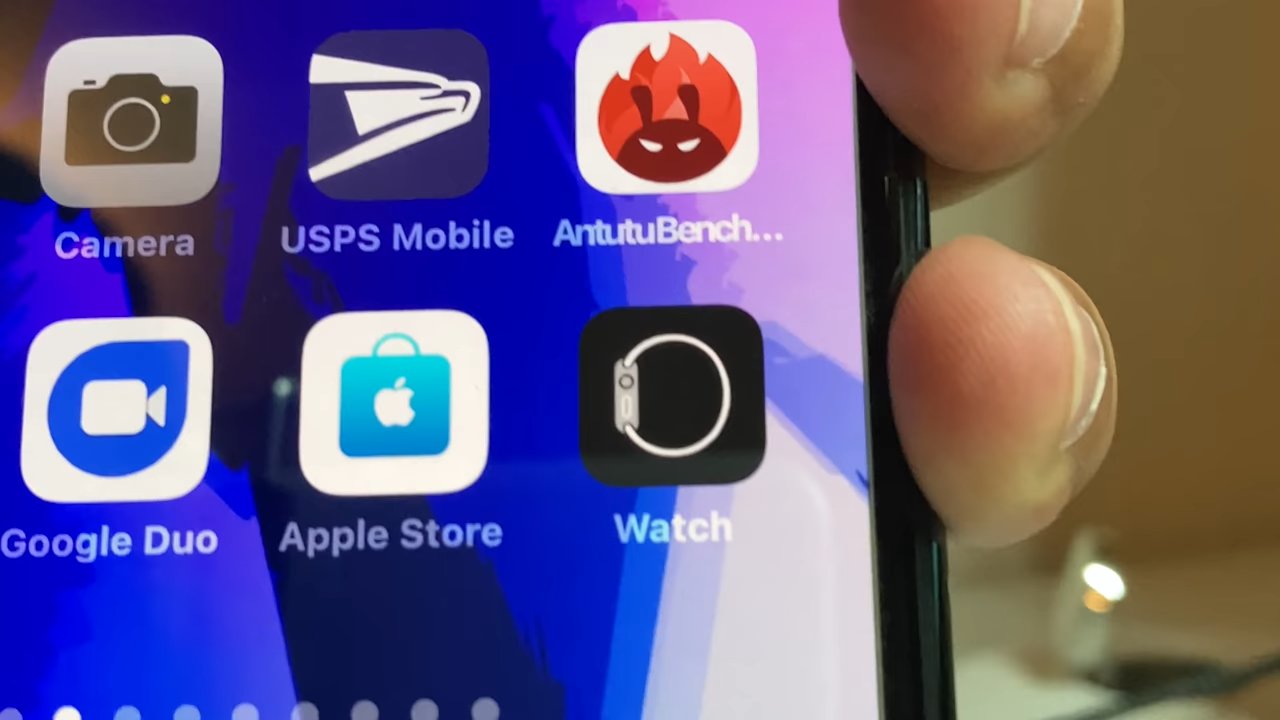 Camera
USPS Mobile
AntutuBench...
Google Duo
Apple Store
Watch